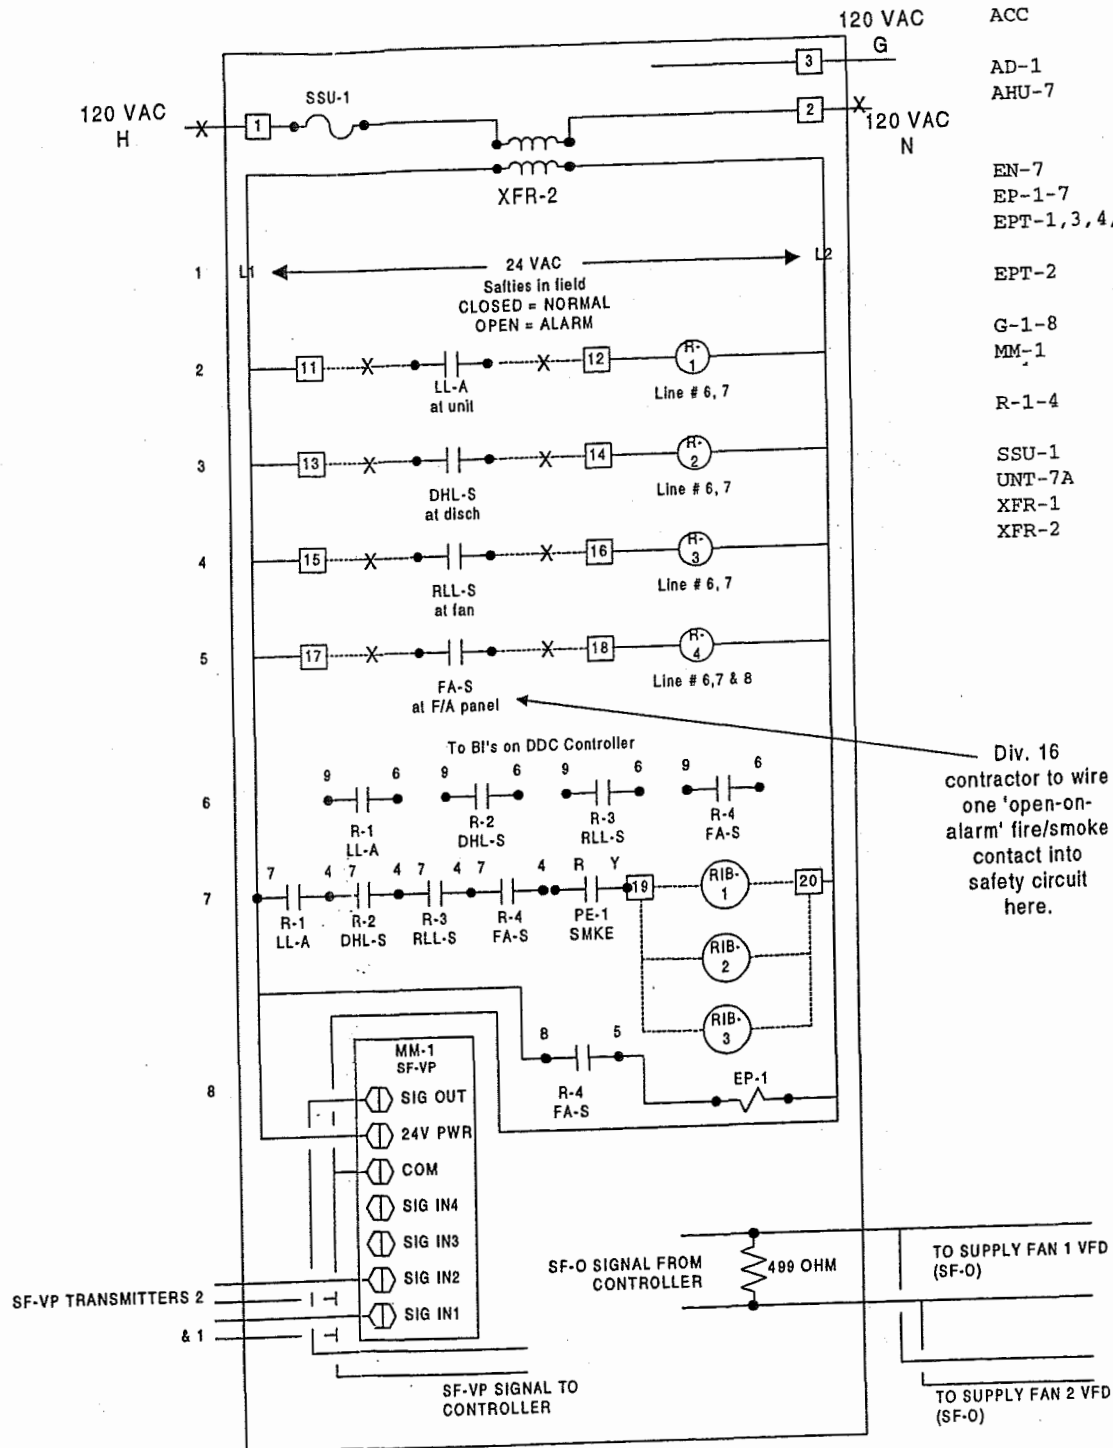 120 VAC
G
3
120 VAC
H
1
SSU-1
2
120 VAC
N
XFR-2
1
L1
24 VAC
L2
Safties in field
CLOSED = NORMAL
OPEN = ALARM
2
11
LL-A
at unit
12
R-
1
Line # 6, 7
3
13
DHL-S
at disch
14
R-
2
Line # 6, 7
4
15
RLL-S
at fan
16
R-
3
Line # 6, 7
5
17
FA-S
at F/A panel
18
R-
4
Line # 6,7 & 8
To BI's on DDC Controller
6
9 6 9 6 9 6 9 6
R-1
LL-A
R-2
DHL-S
R-3
RLL-S
R-4
FA-S
7
7 4 7 4 7 4 7 4 R Y
R-1
LL-A
R-2
DHL-S
R-3
RLL-S
R-4
FA-S
PE-1
SMKE
19
RIB-
1
20
RIB-
2
RIB-
3
8
8 5
R-4
FA-S
EP-1
MM-1
SF-VP
SIG OUT
24V PWR
COM
SIG IN4
SIG IN3
SIG IN2
SIG IN1
SF-VP TRANSMITTERS 2
& 1
SF-VP SIGNAL TO
CONTROLLER
SF-O SIGNAL FROM
CONTROLLER
499 OHM
TO SUPPLY FAN 1 VFD
(SF-O)
TO SUPPLY FAN 2 VFD
(SF-O)
Div. 16
contractor to wire
one 'open-on-
alarm' fire/smoke
contact into
safety circuit
here.
ACC
AD-1
AHU-7
EN-7
EP-1-7
EPT-1,3,4,
EPT-2
G-1-8
MM-1
R-1-4
SSU-1
UNT-7A
XFR-1
XFR-2